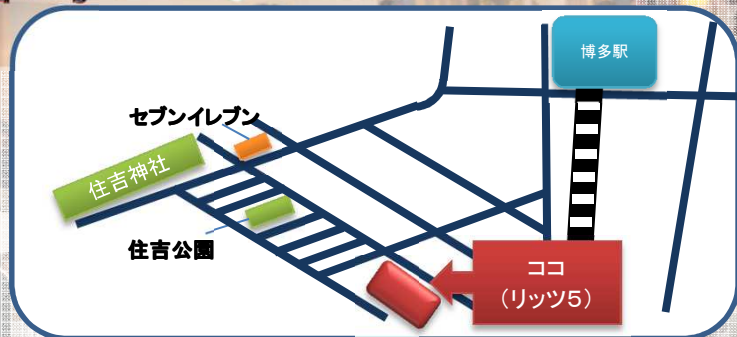 博多駅
セブンイレブン
住吉神社
住吉公園
ココ
（リッツ５）